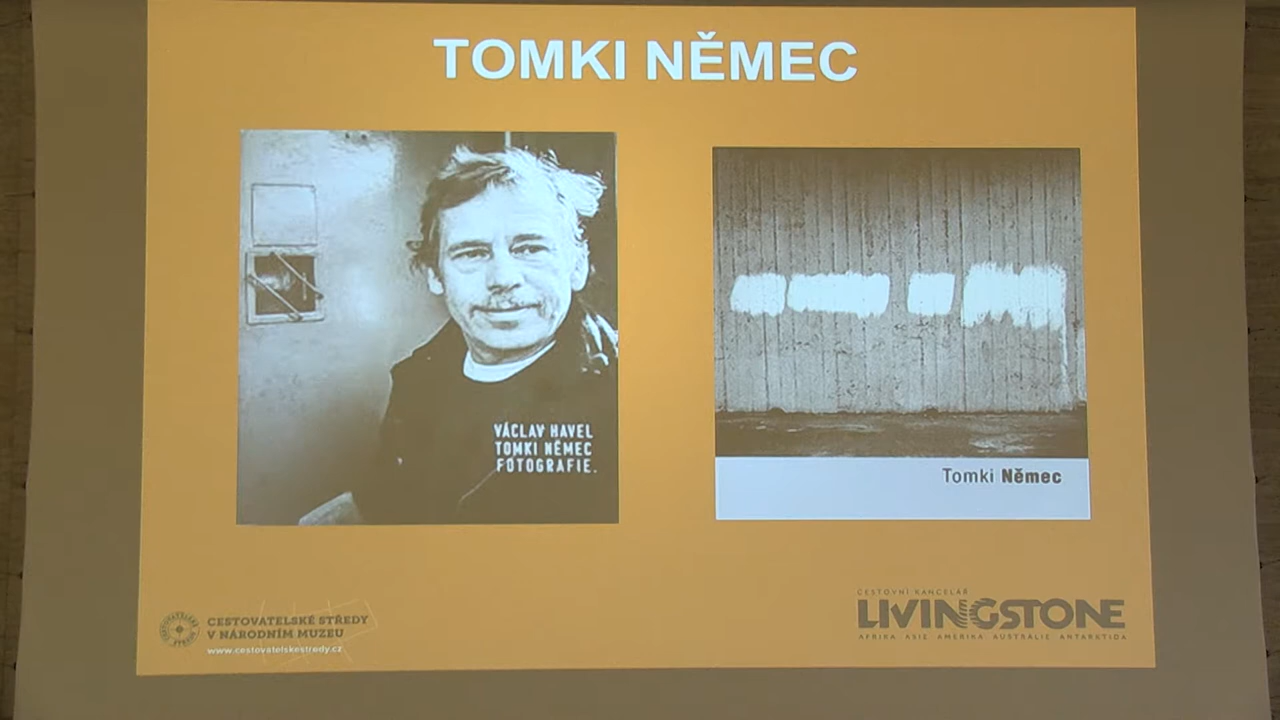 TOMKI NĚMEC
VÁCLAV HAVEL
TOMKI NĚMEC
FOTOGRAFIE.
Tomki Němec
CESTOVATELSKÉ STŘEDY
V NÁRODNÍM MUZEU
www.cestovatelskestredy.cz
CESTOVNÍ KANCELÁŘ
LIVINGSTONE
AFRIKA ASIE AMERIKA AUSTRÁLIE ANTARKTIDA